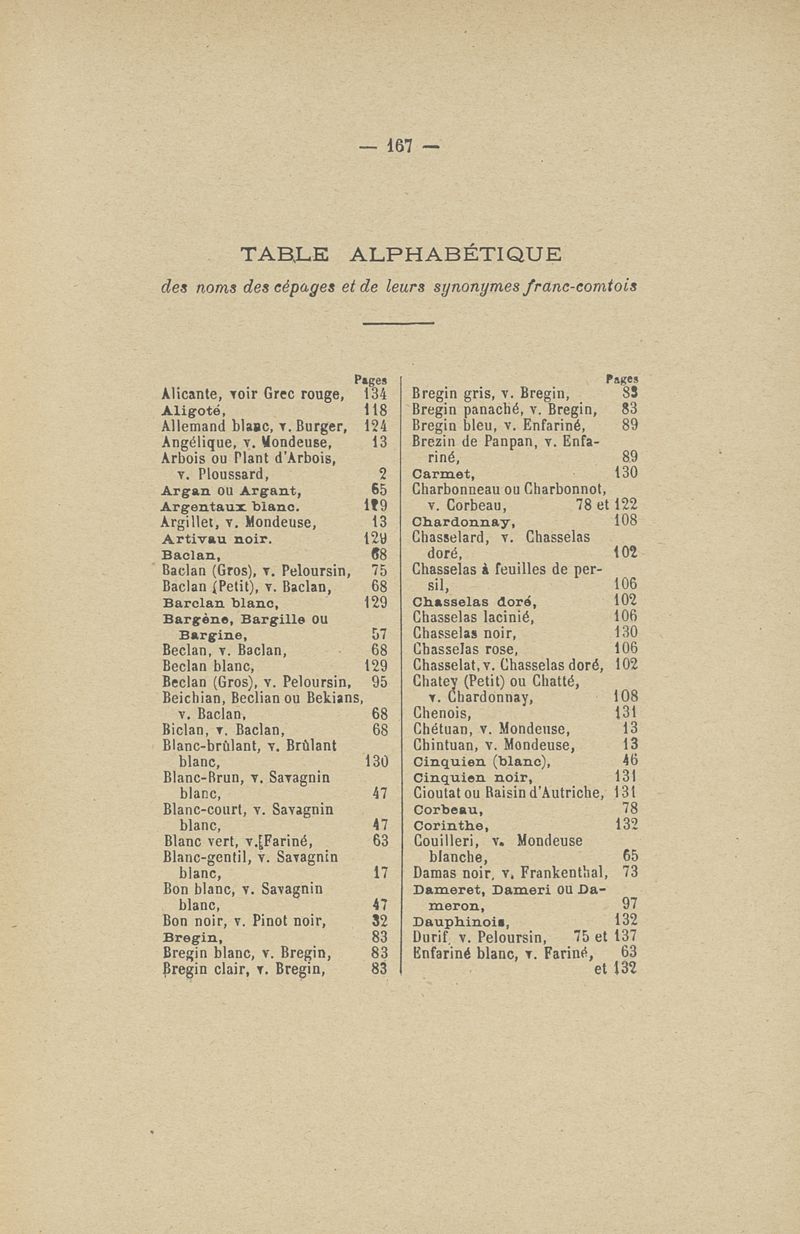 — 167 —
TABLE ALPHABÉTIQUE
des noms des cépages et de leurs synonymes franc-comtois
Pages
Alicante, voir Grec rouge, 134
Aligoté, 118
Allemand blanc, v. Burger, 124
Angélique, v. Mondeuse, 13
Arbois ou Plant d'Arbois,
v. Ploussard, 2
Argan ou Argant, 65
Argentaux blanc.
Argillet, v. Mondeuse, 13
Artivau noir. 129
Baclan, 68
Baclan (Gros), v. Peloursin, 75
Baclan (Petit), v. Baclan, 68
Barclan blanc, 129
Bargène, Bargille ou
Bargine, 57
Beclan, v. Baclan, 68
Beclan blanc, 129
Beclan (Gros), v. Peloursin, 95
Beichian, Beclian ou Bekians,
v. Baclan, 68
Biclan, v. Baclan, 68
Blanc-brûlant, v. Brûlant
blanc, 130
Blanc-Brun, v. Savagnin
blanc, 47
Blanc-court, v. Savagnin
blanc, 47
Blanc vert, v.[Fariné, 63
Blanc-gentil, v. Savagnin
blanc, 17
Bon blanc, v. Savagnin
blanc, 47
Bon noir, v. Pinot noir, 32
Bregin, 83
Bregin blanc, v. Bregin, 83
Bregin clair, v. Bregin, 83
Pages
Bregin gris, v. Bregin, 83
Bregin panaché, v. Bregin, 83
Bregin bleu, v. Enfariné, 89
Brezin de Panpan, v. Enfa-
riné, 89
Carmet, 130
Charbonneau ou Charbonnot,
v. Corbeau, 78 et 122
Chardonnay, 108
Chasselard, v. Chasselas
doré, 102
Chasselas à feuilles de per-
sil, 106
Chasselas doré, 102
Chasselas lacinié, 106
Chasselas noir, 130
Chasselas rose, 106
Chasselat, v. Chasselas doré, 102
Chatey (Petit) ou Chatté,
v. Chardonnay, 108
Chenois, 131
Chétuan, v. Mondeuse, 13
Chintuan, v. Mondeuse, 13
Cinquien (blanc), 46
Cinquien noir, 131
Cioutat ou Raisin d'Autriche, 131
Corbeau, 78
Corinthe, 132
Couilleri, v. Mondeuse
blanche, 65
Damas noir, v. Frankenthal, 73
Dameret, Dameri ou Da-
meron, 97
Dauphinois, 132
Durif, v. Peloursin, 75 et 137
Enfariné blanc, v. Fariné, 63
et 132